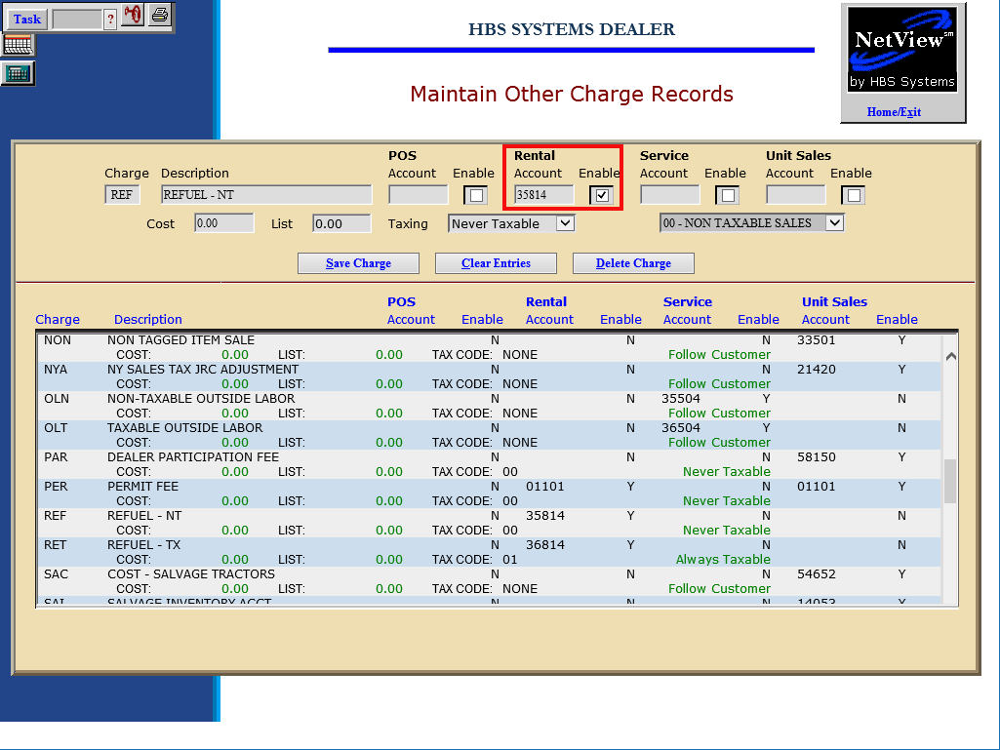 Task ?
HBS SYSTEMS DEALER
NetView℠
by HBS Systems
Home/Exit
Maintain Other Charge Records
POS Rental Service Unit Sales
Charge Description Account Enable Account Enable Account Enable Account Enable
REF REFUEL - NT 35814
Cost 0.00 List 0.00 Taxing Never Taxable 00 - NON TAXABLE SALES
Save Charge Clear Entries Delete Charge
POS Rental Service Unit Sales
Charge Description Account Enable Account Enable Account Enable Account Enable
NON NON TAGGED ITEM SALE N N N 33501 Y
COST: 0.00 LIST: 0.00 TAX CODE: NONE Follow Customer
NYA NY SALES TAX JRC ADJUSTMENT N N N 21420 Y
COST: 0.00 LIST: 0.00 TAX CODE: NONE Follow Customer
OLN NON-TAXABLE OUTSIDE LABOR N N 35504 Y N
COST: 0.00 LIST: 0.00 TAX CODE: NONE Follow Customer
OLT TAXABLE OUTSIDE LABOR N N 36504 Y N
COST: 0.00 LIST: 0.00 TAX CODE: NONE Follow Customer
PAR DEALER PARTICIPATION FEE N N N 58150 Y
COST: 0.00 LIST: 0.00 TAX CODE: 00 Never Taxable
PER PERMIT FEE N 01101 Y N 01101 Y
COST: 0.00 LIST: 0.00 TAX CODE: 00 Never Taxable
REF REFUEL - NT N 35814 Y N N
COST: 0.00 LIST: 0.00 TAX CODE: 00 Never Taxable
RET REFUEL - TX N 36814 Y N N
COST: 0.00 LIST: 0.00 TAX CODE: 01 Always Taxable
SAC COST - SALVAGE TRACTORS N N N 54652 Y
COST: 0.00 LIST: 0.00 TAX CODE: NONE Follow Customer
SAI SALVAGE INVENTORY ACCT N N N 14053 Y